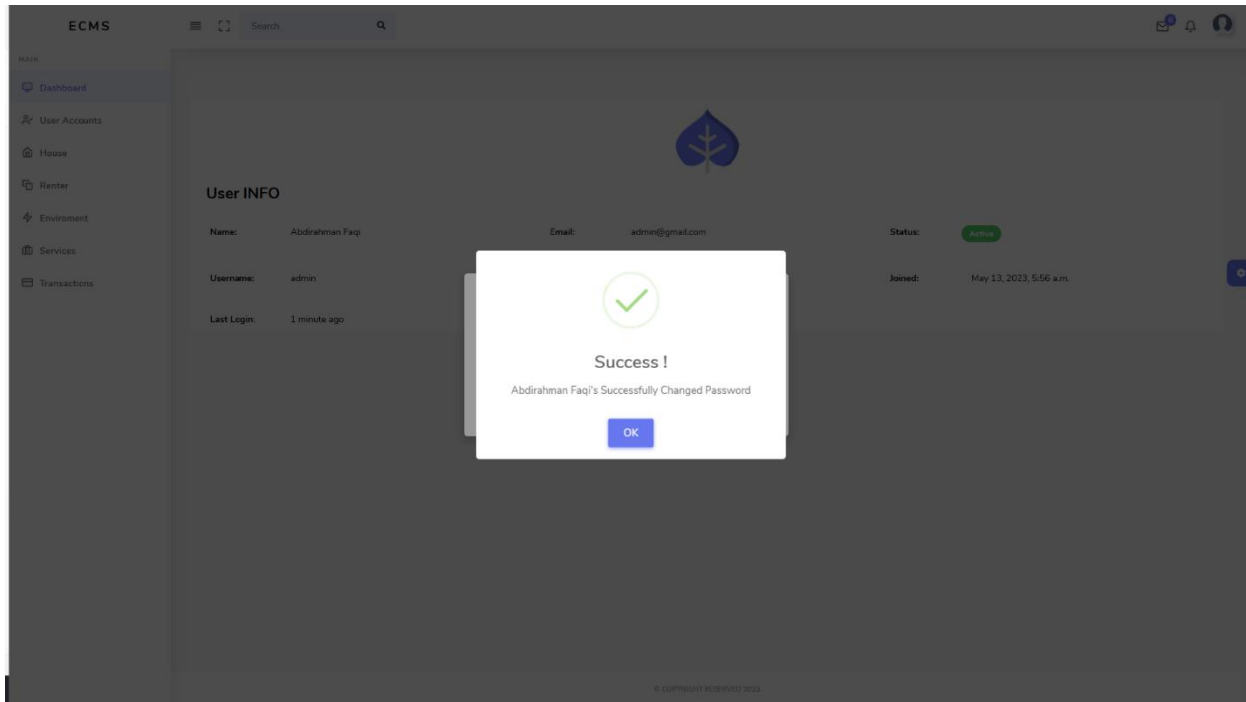 ECMS
Search
6
MAIN
Dashboard
User Accounts
House
Renter
Enviroment
Services
Transactions
User INFO
Name: Abdirahman Faqi Email: admin@gmail.com Status: Active
Username: admin Joined: May 13, 2023, 5:56 a.m.
Last Login: 1 minute ago
Success !
Abdirahman Faqi's Successfully Changed Password
OK
© COPYRIGHT RESERVED 2023